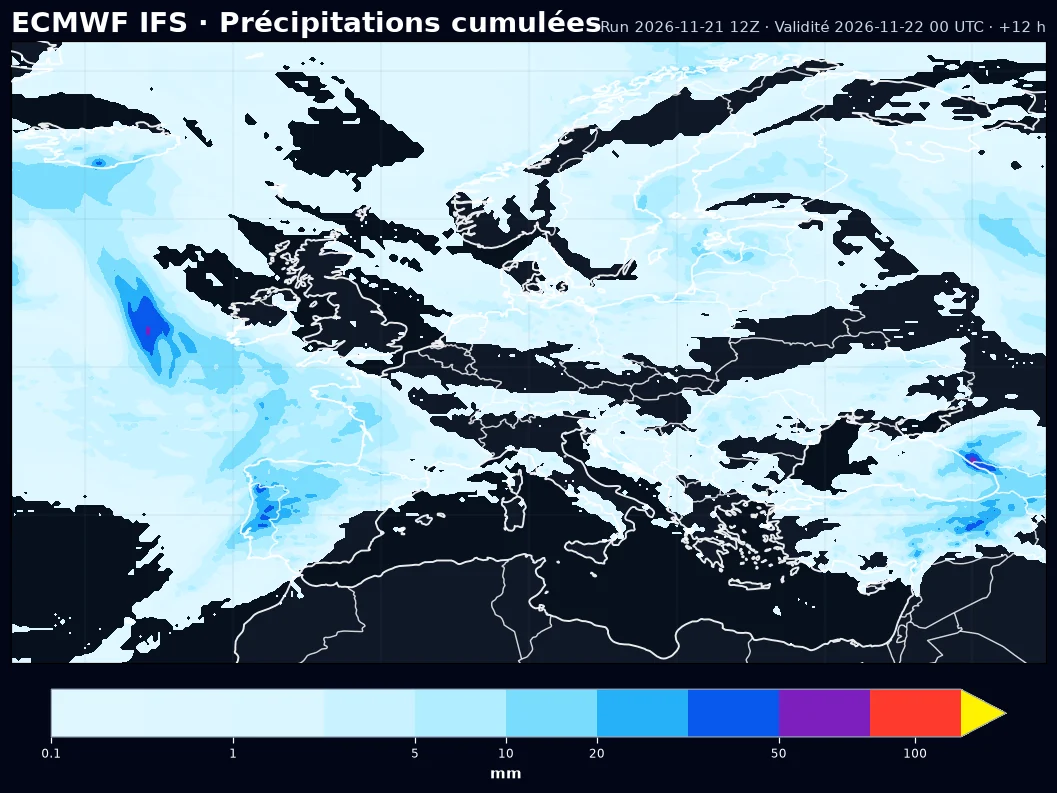 ECMWF IFS · Précipitations cumulées
Run 2026-11-21 12Z · Validité 2026-11-22 00 UTC · +12 h
0.1 1 5 10 20 50 100
mm